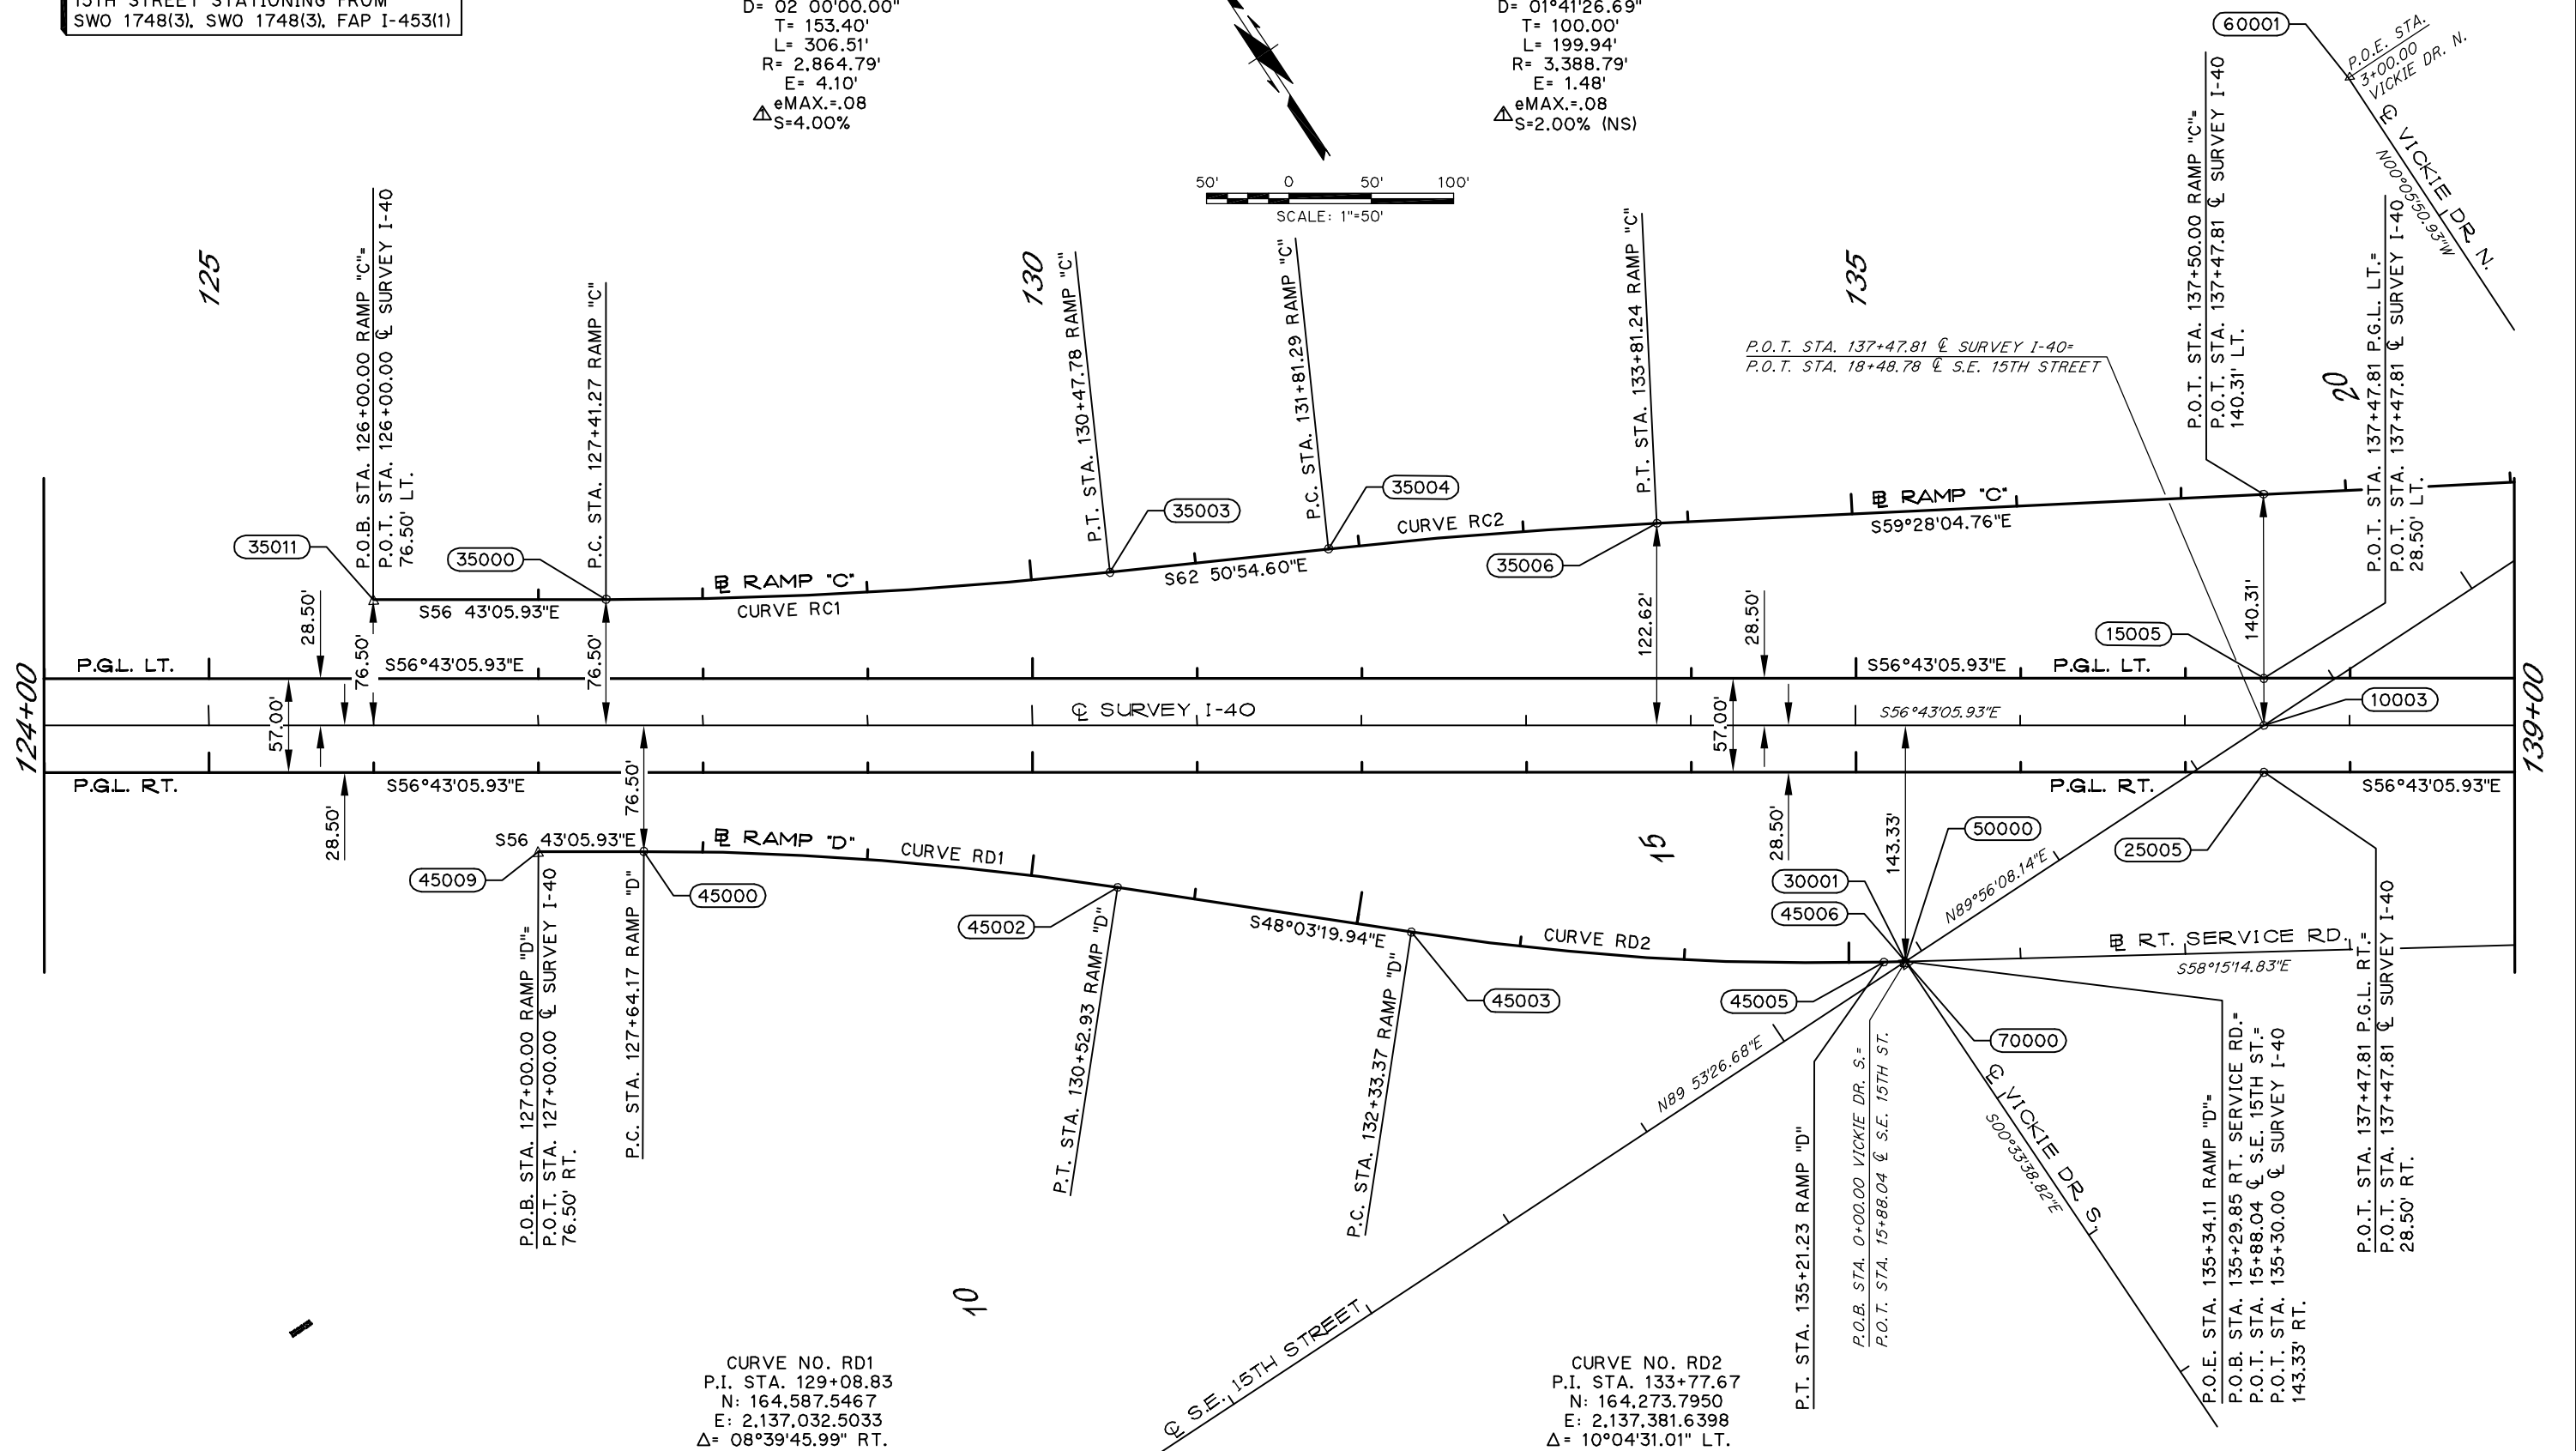 15TH STREET STATIONING FROM
SWO 1748(3), SWO 1748(3), FAP I-453(1)
D= 02 00'00.00"
T= 153.40'
L= 306.51'
R= 2,864.79'
E= 4.10'
eMAX.=.08
S=4.00%
D= 01°41'26.69"
T= 100.00'
L= 199.94'
R= 3,388.79'
E= 1.48'
eMAX.=.08
S=2.00% (NS)
50' 0 50' 100'
SCALE: 1"=50'
60001
P.O.E. STA.
3+00.00
VICKIE DR. N.
℄ VICKIE DR. N.
N00°05'50.93"W
125
130
135
20
P.O.B. STA. 126+00.00 RAMP "C"=
P.O.T. STA. 126+00.00 ℄ SURVEY I-40
76.50' LT.
P.C. STA. 127+41.27 RAMP "C"
P.T. STA. 130+47.78 RAMP "C"
P.C. STA. 131+81.29 RAMP "C"
P.T. STA. 133+81.24 RAMP "C"
P.O.T. STA. 137+47.81 ℄ SURVEY I-40=
P.O.T. STA. 18+48.78 ℄ S.E. 15TH STREET
P.O.T. STA. 137+50.00 RAMP "C"=
P.O.T. STA. 137+47.81 ℄ SURVEY I-40
140.31' LT.
P.O.T. STA. 137+47.81 P.G.L. LT.=
P.O.T. STA. 137+47.81 ℄ SURVEY I-40
28.50' LT.
35011
35000
35003
35004
35006
S56 43'05.93"E
BL RAMP "C"
CURVE RC1
S62 50'54.60"E
CURVE RC2
BL RAMP "C"
S59°28'04.76"E
28.50'
76.50'
76.50'
122.62'
28.50'
140.31'
15005
10003
124+00
P.G.L. LT.
S56°43'05.93"E
S56°43'05.93"E
P.G.L. LT.
139+00
57.00'
℄ SURVEY I-40
57.00'
S56°43'05.93"E
P.G.L. RT.
S56°43'05.93"E
P.G.L. RT.
S56°43'05.93"E
28.50'
76.50'
28.50'
143.33'
S56 43'05.93"E
BL RAMP "D"
CURVE RD1
45009
45000
45002
S48°03'19.94"E
CURVE RD2
45003
45005
15
30001
45006
50000
25005
70000
N89°56'08.14"E
BL RT. SERVICE RD.
S58°15'14.83"E
N89 53'26.68"E
℄ S.E. 15TH STREET
10
℄ VICKIE DR. S.
S00°33'38.82"E
P.O.B. STA. 127+00.00 RAMP "D"=
P.O.T. STA. 127+00.00 ℄ SURVEY I-40
76.50' RT.
P.C. STA. 127+64.17 RAMP "D"
P.T. STA. 130+52.93 RAMP "D"
P.C. STA. 132+33.37 RAMP "D"
P.T. STA. 135+21.23 RAMP "D"
P.O.B. STA. 0+00.00 VICKIE DR. S.=
P.O.T. STA. 15+88.04 ℄ S.E. 15TH ST.
P.O.E. STA. 135+34.11 RAMP "D"=
P.O.B. STA. 135+29.85 RT. SERVICE RD.=
P.O.T. STA. 15+88.04 ℄ S.E. 15TH ST.=
P.O.T. STA. 135+30.00 ℄ SURVEY I-40
143.33' RT.
P.O.T. STA. 137+47.81 P.G.L. RT.=
P.O.T. STA. 137+47.81 ℄ SURVEY I-40
28.50' RT.
CURVE NO. RD1
P.I. STA. 129+08.83
N: 164,587.5467
E: 2,137,032.5033
Δ= 08°39'45.99" RT.
CURVE NO. RD2
P.I. STA. 133+77.67
N: 164,273.7950
E: 2,137,381.6398
Δ= 10°04'31.01" LT.